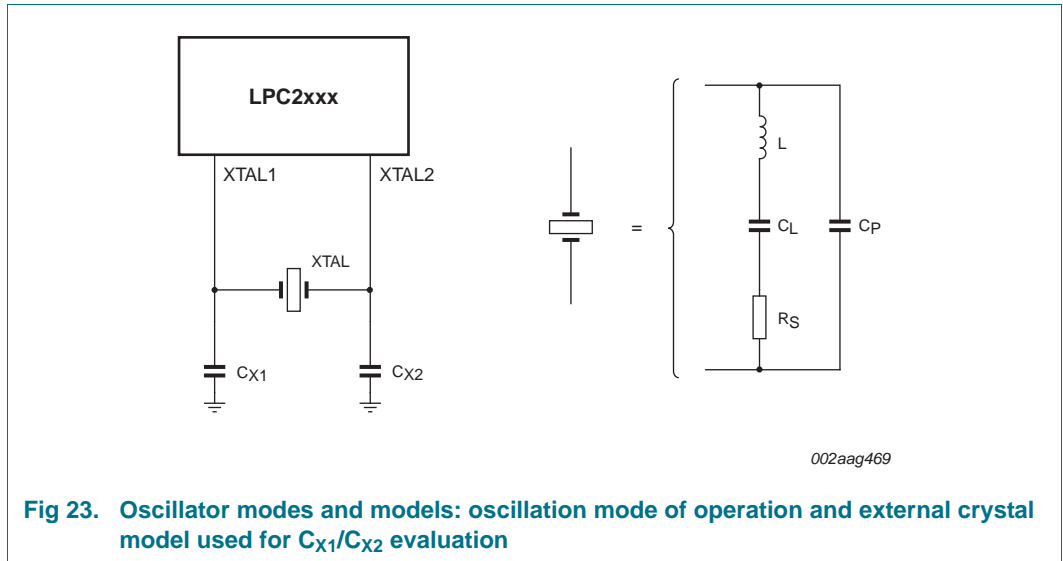 LPC2xxx
XTAL1
XTAL2
XTAL
CX1
CX2
=
L
CL
CP
RS
002aag469
Fig 23. Oscillator modes and models: oscillation mode of operation and external crystal
model used for CX1/CX2 evaluation